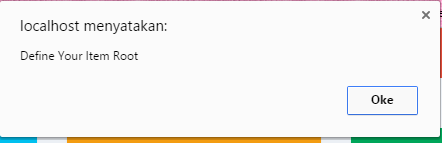 localhost menyatakan:
Define Your Item Root
Oke